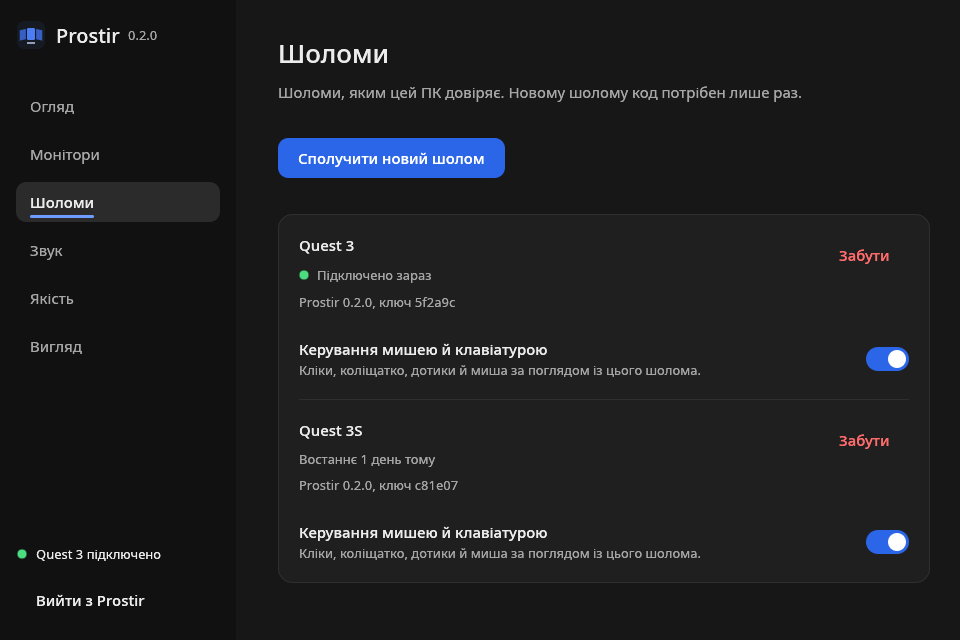 Prostir 0.2.0
Огляд
Монітори
Шоломи
Звук
Якість
Вигляд
Quest 3 підключено
Вийти з Prostir
Шоломи
Шоломи, яким цей ПК довіряє. Новому шолому код потрібен лише раз.
Сполучити новий шолом
Quest 3
Забути
Підключено зараз
Prostir 0.2.0, ключ 5f2a9c
Керування мишею й клавіатурою
Кліки, коліщатко, дотики й миша за поглядом із цього шолома.
Quest 3S
Забути
Востаннє 1 день тому
Prostir 0.2.0, ключ c81e07
Керування мишею й клавіатурою
Кліки, коліщатко, дотики й миша за поглядом із цього шолома.